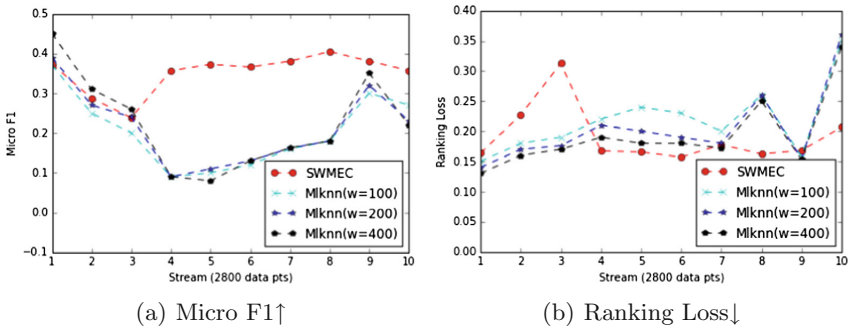 0.5
0.4
0.3
0.2
0.1
0.0
−0.1
Micro F1
1 2 3 4 5 6 7 8 9 10
Stream (2800 data pts)
SWMEC
Mlknn(w=100)
Mlknn(w=200)
Mlknn(w=400)
(a) Micro F1↑
0.40
0.35
0.30
0.25
0.20
0.15
0.10
0.05
0.00
Ranking Loss
1 2 3 4 5 6 7 8 9 10
Stream (2800 data pts)
SWMEC
Mlknn(w=100)
Mlknn(w=200)
Mlknn(w=400)
(b) Ranking Loss↓